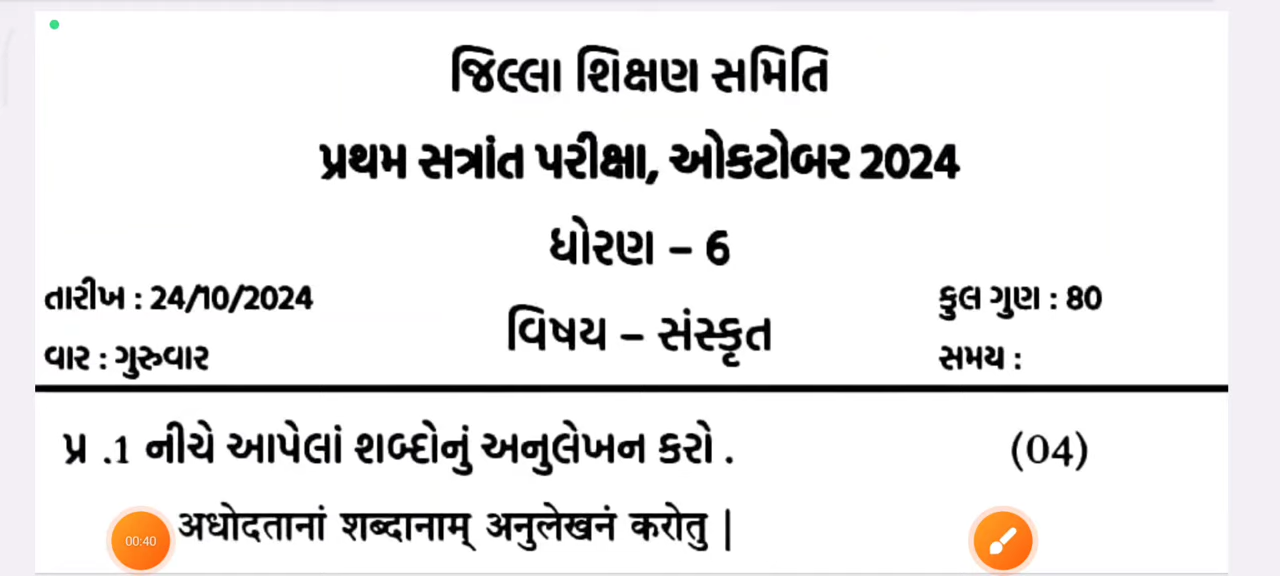 જિલ્લા શિક્ષણ સમિતિ
પ્રથમ સત્રાંત પરીક્ષા, ઓકટોબર 2024
ધોરણ – 6
તારીખ : 24/10/2024
કુલ ગુણ : 80
વિષય – સંસ્કૃત
વાર : ગુરુવાર
સમય :
પ્ર .1 નીચે આપેલાં શબ્દોનું અનુલેખન કરો . (04)
अधोदतानां शब्दानाम् अनुलेखनं करोतु |
00:40